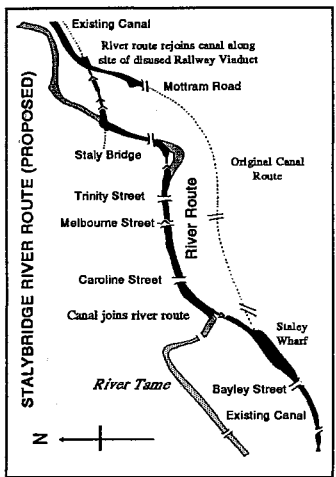 STALYBRIDGE RIVER ROUTE (PROPOSED)
Existing Canal
River route rejoins canal along
site of disused Railway Viaduct
Mottram Road
Staly Bridge
Original Canal
Route
Trinity Street
River Route
Melbourne Street
Caroline Street
Canal joins river route
Staley
Wharf
River Tame
Bayley Street
Existing Canal
N